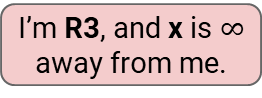 I’m R3, and x is ∞
away from me.